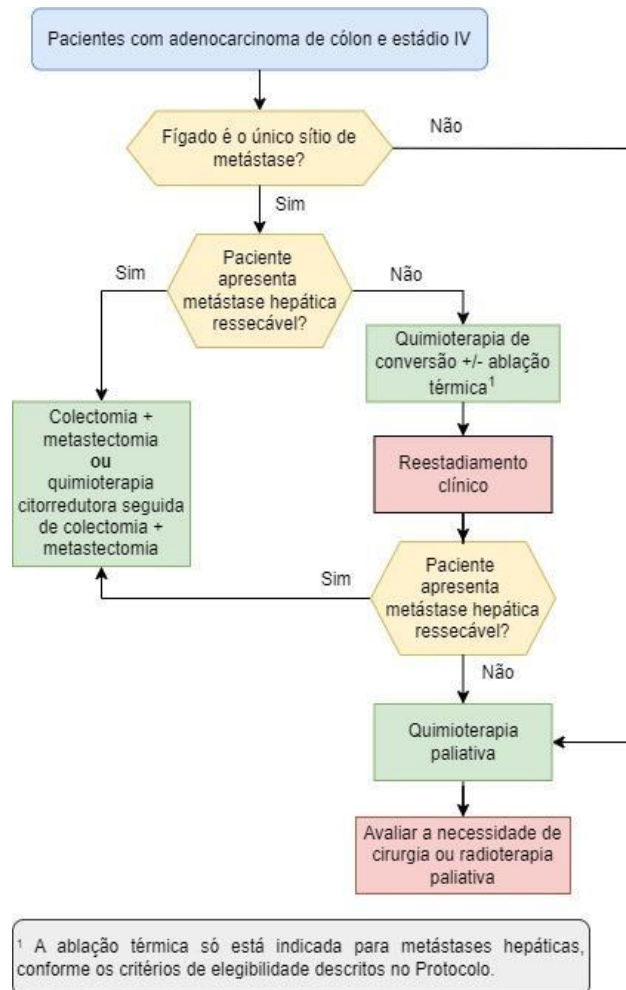 Pacientes com adenocarcinoma de cólon e estádio IV
Fígado é o único sítio de
metástase?
Não
Sim
Paciente
apresenta
metástase hepática
ressecável?
Sim
Não
Quimioterapia de
conversão +/- ablação
térmica¹
Colectomia +
metastectomia
ou
quimioterapia
citorredutora seguida
de colectomia +
metastectomia
Reestadiamento
clínico
Paciente
apresenta
metástase hepática
ressecável?
Sim
Não
Quimioterapia
paliativa
Avaliar a necessidade de
cirurgia ou radioterapia
paliativa
¹ A ablação térmica só está indicada para metástases hepáticas,
conforme os critérios de elegibilidade descritos no Protocolo.